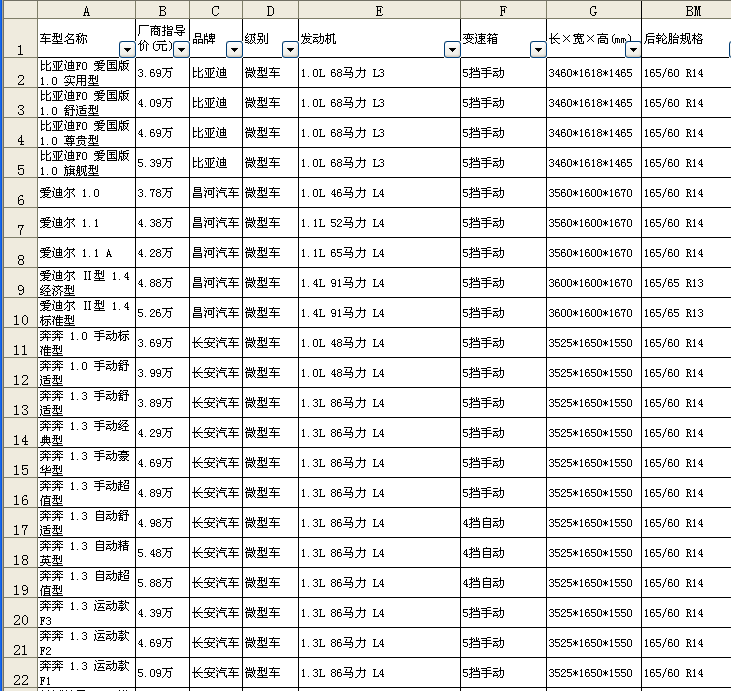 A B C D E F G BM
1 车型名称 厂商指导价(元) 品牌 级别 发动机 变速箱 长×宽×高(mm) 后轮胎规格
2 比亚迪F0 爱国版 1.0 实用型 3.69万 比亚迪 微型车 1.0L 68马力 L3 5挡手动 3460*1618*1465 165/60 R14
3 比亚迪F0 爱国版 1.0 舒适型 4.09万 比亚迪 微型车 1.0L 68马力 L3 5挡手动 3460*1618*1465 165/60 R14
4 比亚迪F0 爱国版 1.0 尊贵型 4.69万 比亚迪 微型车 1.0L 68马力 L3 5挡手动 3460*1618*1465 165/60 R14
5 比亚迪F0 爱国版 1.0 旗舰型 5.39万 比亚迪 微型车 1.0L 68马力 L3 5挡手动 3460*1618*1465 165/60 R14
6 爱迪尔 1.0 3.78万 昌河汽车 微型车 1.0L 46马力 L4 5挡手动 3560*1600*1670 165/60 R14
7 爱迪尔 1.1 4.38万 昌河汽车 微型车 1.1L 52马力 L4 5挡手动 3560*1600*1670 165/60 R14
8 爱迪尔 1.1 A 4.28万 昌河汽车 微型车 1.1L 65马力 L4 5挡手动 3560*1600*1670 165/60 R14
9 爱迪尔 Ⅱ型 1.4 经济型 4.88万 昌河汽车 微型车 1.4L 91马力 L4 5挡手动 3600*1600*1670 165/65 R13
10 爱迪尔 Ⅱ型 1.4 标准型 5.26万 昌河汽车 微型车 1.4L 91马力 L4 5挡手动 3600*1600*1670 165/65 R13
11 奔奔 1.0 手动标准型 3.69万 长安汽车 微型车 1.0L 48马力 L4 5挡手动 3525*1650*1550 165/60 R14
12 奔奔 1.0 手动舒适型 3.99万 长安汽车 微型车 1.0L 48马力 L4 5挡手动 3525*1650*1550 165/60 R14
13 奔奔 1.3 手动舒适型 3.89万 长安汽车 微型车 1.3L 86马力 L4 5挡手动 3525*1650*1550 165/60 R14
14 奔奔 1.3 手动经典型 4.29万 长安汽车 微型车 1.3L 86马力 L4 5挡手动 3525*1650*1550 165/60 R14
15 奔奔 1.3 手动豪华型 4.69万 长安汽车 微型车 1.3L 86马力 L4 5挡手动 3525*1650*1550 165/60 R14
16 奔奔 1.3 手动超值型 4.89万 长安汽车 微型车 1.3L 86马力 L4 5挡手动 3525*1650*1550 165/60 R14
17 奔奔 1.3 自动舒适型 4.98万 长安汽车 微型车 1.3L 86马力 L4 4挡自动 3525*1650*1550 165/60 R14
18 奔奔 1.3 自动精英型 5.48万 长安汽车 微型车 1.3L 86马力 L4 4挡自动 3525*1650*1550 165/60 R14
19 奔奔 1.3 自动超值型 5.88万 长安汽车 微型车 1.3L 86马力 L4 4挡自动 3525*1650*1550 165/60 R14
20 奔奔 1.3 运动款 F3 4.39万 长安汽车 微型车 1.3L 86马力 L4 5挡手动 3525*1650*1550 165/60 R14
21 奔奔 1.3 运动款 F2 4.69万 长安汽车 微型车 1.3L 86马力 L4 5挡手动 3525*1650*1550 165/60 R14
22 奔奔 1.3 运动款 F1 5.09万 长安汽车 微型车 1.3L 86马力 L4 5挡手动 3525*1650*1550 165/60 R14